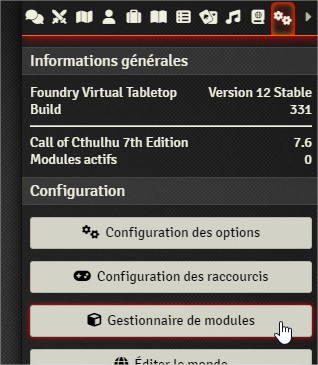 Informations générales
Foundry Virtual Tabletop Version 12 Stable
Build 331
Call of Cthulhu 7th Edition 7.6
Modules actifs 0
Configuration
Configuration des options
Configuration des raccourcis
Gestionnaire de modules
Éditer le monde